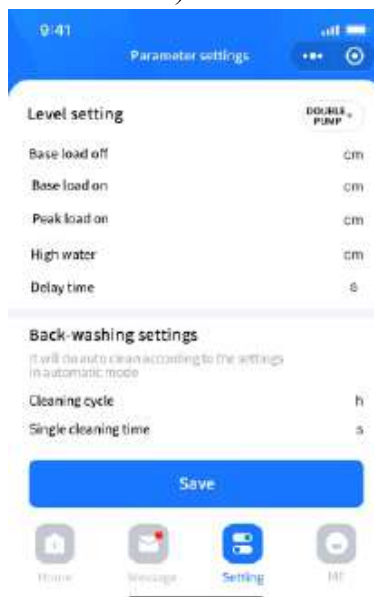 9:41
Parameter settings
Level setting
DOUBLE
PUMP
Base load off
cm
Base load on
cm
Peak load on
cm
High water
cm
Delay time
s
Back-washing settings
It will do auto clean according to the settings
in automatic mode
Cleaning cycle
h
Single cleaning time
s
Save
Home
Message
Setting
ME